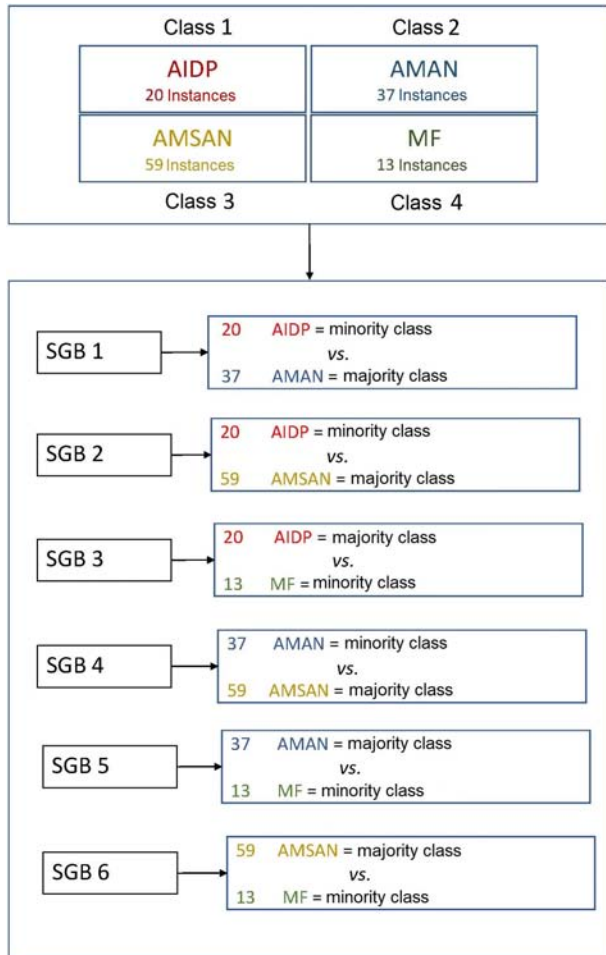 Class 1 Class 2
AIDP AMAN
20 Instances 37 Instances
AMSAN MF
59 Instances 13 Instances
Class 3 Class 4
SGB 1
20 AIDP = minority class
vs.
37 AMAN = majority class
SGB 2
20 AIDP = minority class
vs.
59 AMSAN = majority class
SGB 3
20 AIDP = majority class
vs.
13 MF = minority class
SGB 4
37 AMAN = minority class
vs.
59 AMSAN = majority class
SGB 5
37 AMAN = majority class
vs.
13 MF = minority class
SGB 6
59 AMSAN = majority class
vs.
13 MF = minority class